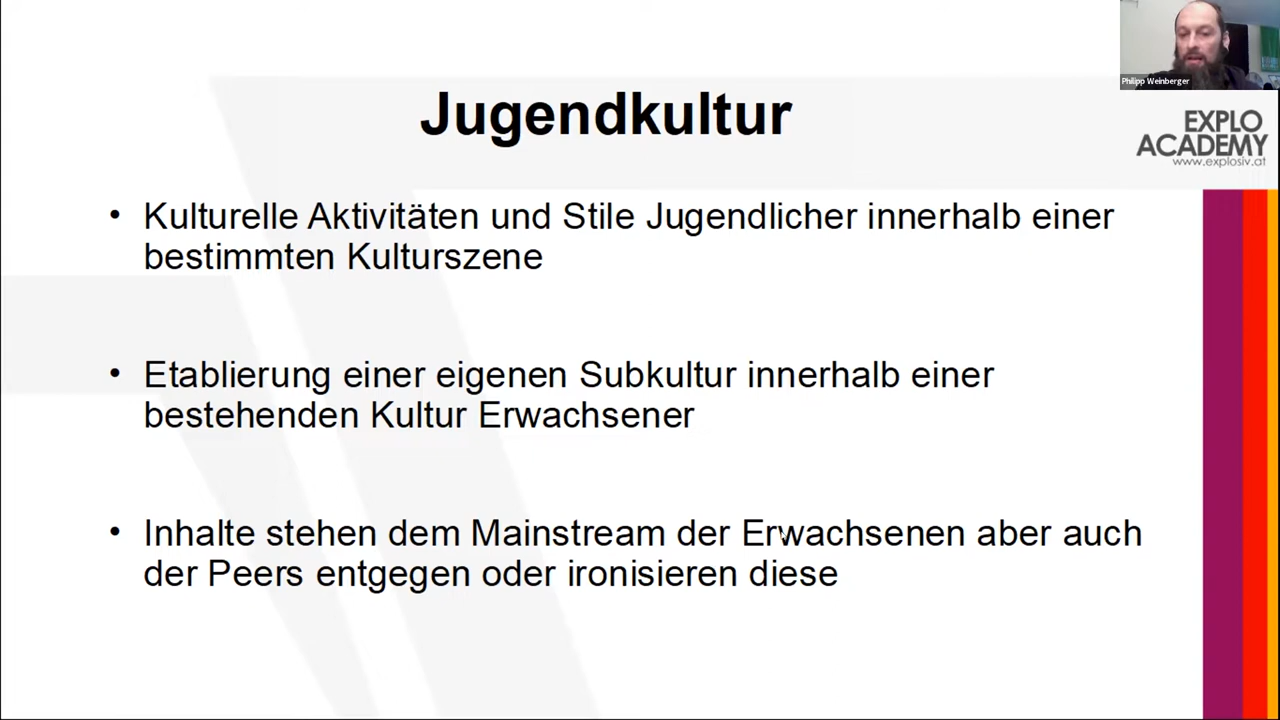 Philipp Weinberger
Jugendkultur
EXPLO
ACADEMY
www.explosiv.at
• Kulturelle Aktivitäten und Stile Jugendlicher innerhalb einer
bestimmten Kulturszene
• Etablierung einer eigenen Subkultur innerhalb einer
bestehenden Kultur Erwachsener
• Inhalte stehen dem Mainstream der Erwachsenen aber auch
der Peers entgegen oder ironisieren diese